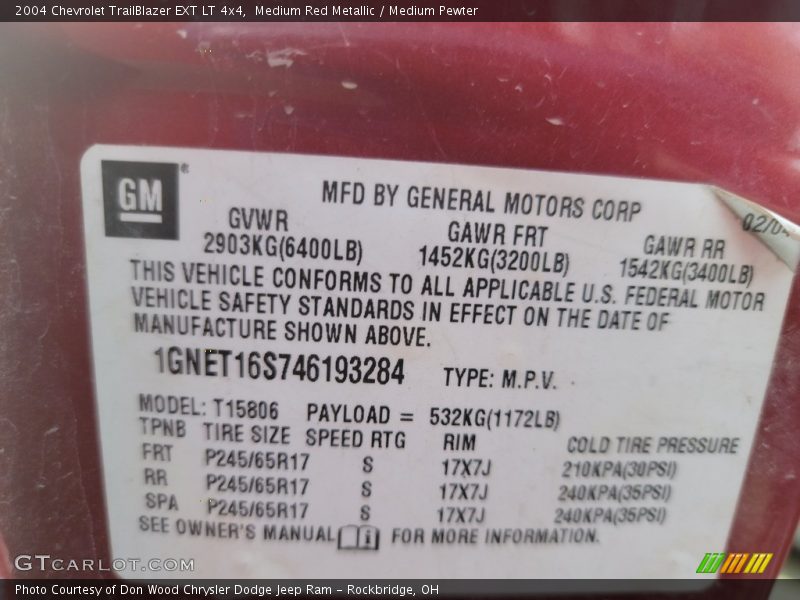 2004 Chevrolet TrailBlazer EXT LT 4x4, Medium Red Metallic / Medium Pewter
GM®
MFD BY GENERAL MOTORS CORP
02/04
GVWR GAWR FRT GAWR RR
2903KG(6400LB) 1452KG(3200LB) 1542KG(3400LB)
THIS VEHICLE CONFORMS TO ALL APPLICABLE U.S. FEDERAL MOTOR
VEHICLE SAFETY STANDARDS IN EFFECT ON THE DATE OF
MANUFACTURE SHOWN ABOVE.
1GNET16S746193284 TYPE: M.P.V.
MODEL: T15806 PAYLOAD = 532KG(1172LB)
TPNB TIRE SIZE SPEED RTG RIM COLD TIRE PRESSURE
FRT P245/65R17 S 17X7J 210KPA(30PSI)
RR P245/65R17 S 17X7J 240KPA(35PSI)
SPA P245/65R17 S 17X7J 240KPA(35PSI)
SEE OWNER'S MANUAL FOR MORE INFORMATION.
GTCARLOT.COM
Photo Courtesy of Don Wood Chrysler Dodge Jeep Ram – Rockbridge, OH